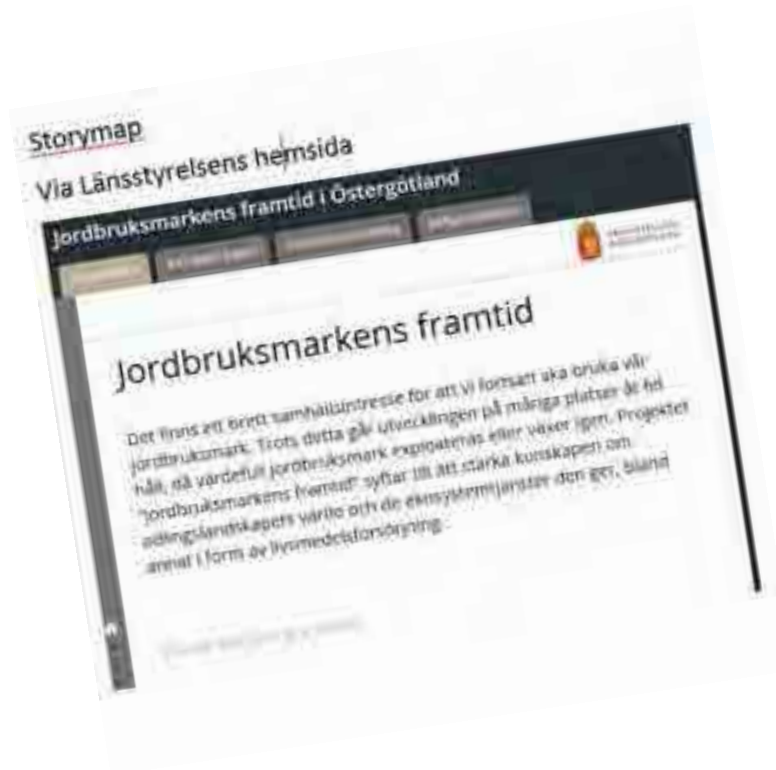 Storymap
Via Länsstyrelsens hemsida
Jordbruksmarkens framtid i Östergötland
Jordbruksmarkens framtid
Det finns ett brett samhällsintresse för att vi fortsatt ska bruka vår
jordbruksmark. Trots detta går utvecklingen på många platser åt fel
håll, då värdefull jordbruksmark exploateras eller växer igen. Projektet
"Jordbruksmarkens framtid" syftar till att stärka kunskapen om
odlingslandskapets värde och de ekosystemtjänster den ger, bland
annat i form av livsmedelsförsörjning.